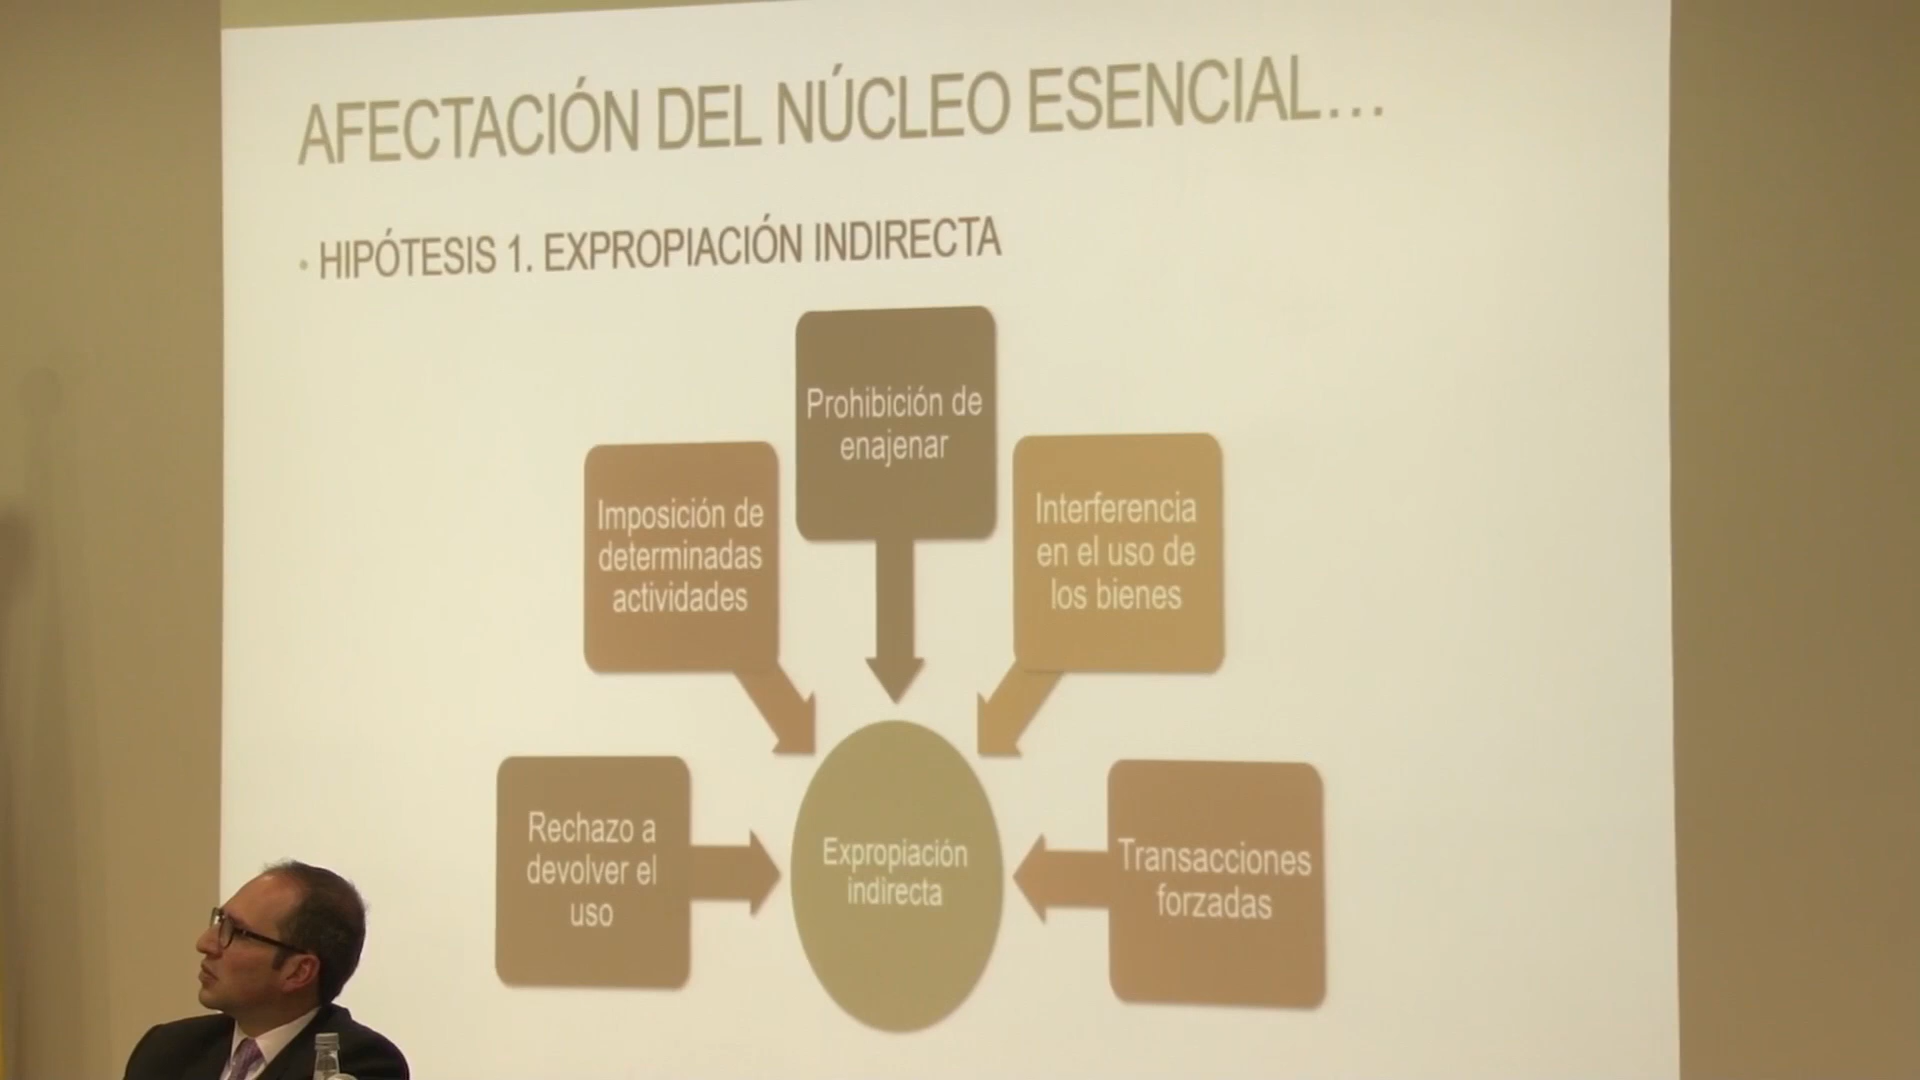 AFECTACIÓN DEL NÚCLEO ESENCIAL...
• HIPÓTESIS 1. EXPROPIACIÓN INDIRECTA
Prohibición de
enajenar
Imposición de
determinadas
actividades
Interferencia
en el uso de
los bienes
Rechazo a
devolver el
uso
Expropiación
indirecta
Transacciones
forzadas